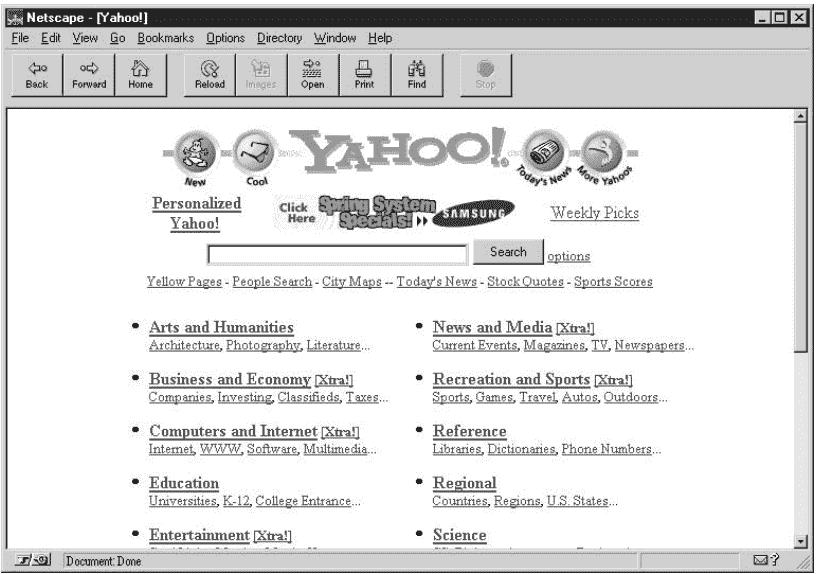 Netscape - [Yahoo!]
File Edit View Go Bookmarks Options Directory Window Help
Back Forward Home Reload Images Open Print Find Stop
New Cool YAHOO! Today's News More Yahoos
Personalized Yahoo!
Click Here Spring System Specials! SAMSUNG
Weekly Picks
Search options
Yellow Pages - People Search - City Maps -- Today's News - Stock Quotes - Sports Scores
• Arts and Humanities
Architecture, Photography, Literature...
• Business and Economy [Xtra!]
Companies, Investing, Classifieds, Taxes...
• Computers and Internet [Xtra!]
Internet, WWW, Software, Multimedia...
• Education
Universities, K-12, College Entrance...
• Entertainment [Xtra!]
• News and Media [Xtra!]
Current Events, Magazines, TV, Newspapers...
• Recreation and Sports [Xtra!]
Sports, Games, Travel, Autos, Outdoors...
• Reference
Libraries, Dictionaries, Phone Numbers...
• Regional
Countries, Regions, U.S. States...
• Science
Document: Done